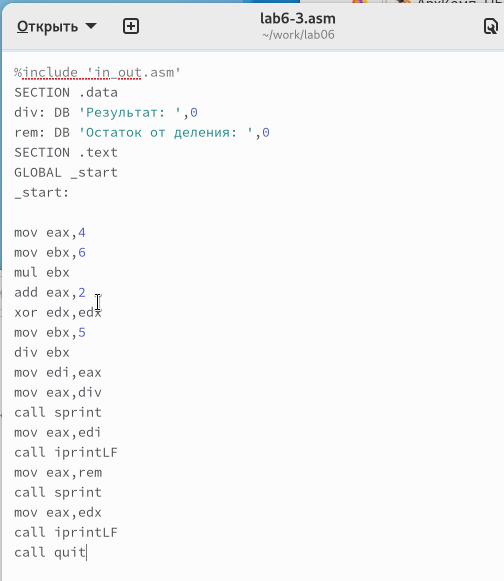 Открыть
lab6-3.asm
~/work/lab06
%include 'in_out.asm'
SECTION .data
div: DB 'Результат: ',0
rem: DB 'Остаток от деления: ',0
SECTION .text
GLOBAL _start
_start:
mov eax,4
mov ebx,6
mul ebx
add eax,2
xor edx,edx
mov ebx,5
div ebx
mov edi,eax
mov eax,div
call sprint
mov eax,edi
call iprintLF
mov eax,rem
call sprint
mov eax,edx
call iprintLF
call quit